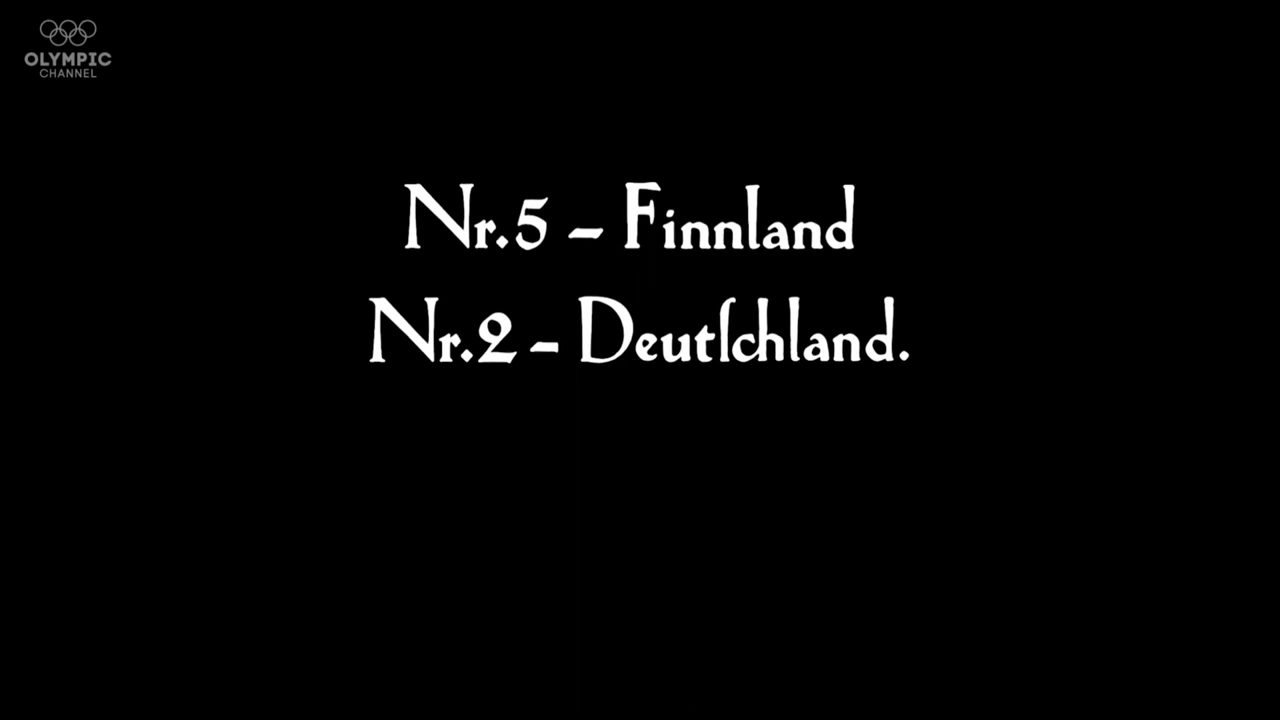 OLYMPIC
CHANNEL
Nr. 5 – Finnland
Nr. 2 – Deutſchland.